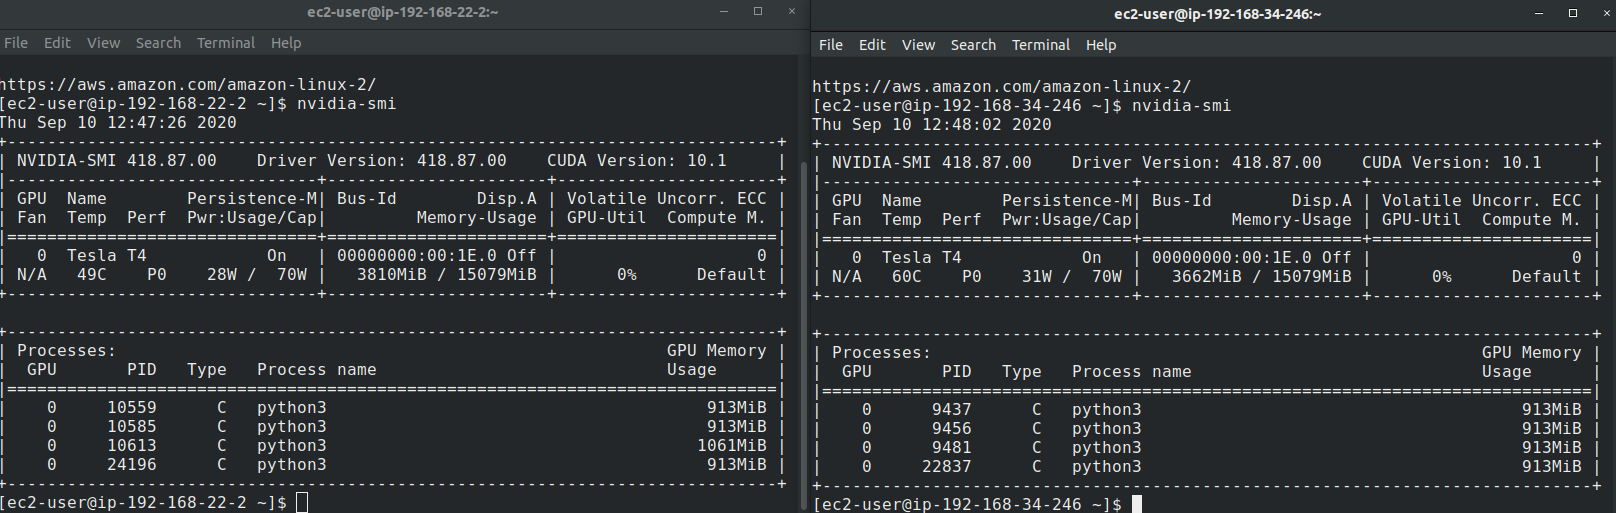 ec2-user@ip-192-168-22-2:~
File Edit View Search Terminal Help
https://aws.amazon.com/amazon-linux-2/
[ec2-user@ip-192-168-22-2 ~]$ nvidia-smi
Thu Sep 10 12:47:26 2020
+-----------------------------------------------------------------------------+
| NVIDIA-SMI 418.87.00    Driver Version: 418.87.00    CUDA Version: 10.1     |
|-------------------------------+----------------------+----------------------+
| GPU  Name        Persistence-M| Bus-Id        Disp.A | Volatile Uncorr. ECC |
| Fan  Temp  Perf  Pwr:Usage/Cap|         Memory-Usage | GPU-Util  Compute M. |
|===============================+======================+======================|
|   0  Tesla T4            On   | 00000000:00:1E.0 Off |                    0 |
| N/A   49C    P0    28W /  70W |   3810MiB / 15079MiB |      0%      Default |
+-------------------------------+----------------------+----------------------+
+-----------------------------------------------------------------------------+
| Processes:                                                       GPU Memory |
|  GPU       PID   Type   Process name                             Usage      |
|=============================================================================|
|    0     10559      C   python3                                      913MiB |
|    0     10585      C   python3                                      913MiB |
|    0     10613      C   python3                                     1061MiB |
|    0     24196      C   python3                                      913MiB |
+-----------------------------------------------------------------------------+
[ec2-user@ip-192-168-22-2 ~]$
ec2-user@ip-192-168-34-246:~
File Edit View Search Terminal Help
https://aws.amazon.com/amazon-linux-2/
[ec2-user@ip-192-168-34-246 ~]$ nvidia-smi
Thu Sep 10 12:48:02 2020
+-----------------------------------------------------------------------------+
| NVIDIA-SMI 418.87.00    Driver Version: 418.87.00    CUDA Version: 10.1     |
|-------------------------------+----------------------+----------------------+
| GPU  Name        Persistence-M| Bus-Id        Disp.A | Volatile Uncorr. ECC |
| Fan  Temp  Perf  Pwr:Usage/Cap|         Memory-Usage | GPU-Util  Compute M. |
|===============================+======================+======================|
|   0  Tesla T4            On   | 00000000:00:1E.0 Off |                    0 |
| N/A   60C    P0    31W /  70W |   3662MiB / 15079MiB |      0%      Default |
+-------------------------------+----------------------+----------------------+
+-----------------------------------------------------------------------------+
| Processes:                                                       GPU Memory |
|  GPU       PID   Type   Process name                             Usage      |
|=============================================================================|
|    0      9437      C   python3                                      913MiB |
|    0      9456      C   python3                                      913MiB |
|    0      9481      C   python3                                      913MiB |
|    0     22837      C   python3                                      913MiB |
+-----------------------------------------------------------------------------+
[ec2-user@ip-192-168-34-246 ~]$